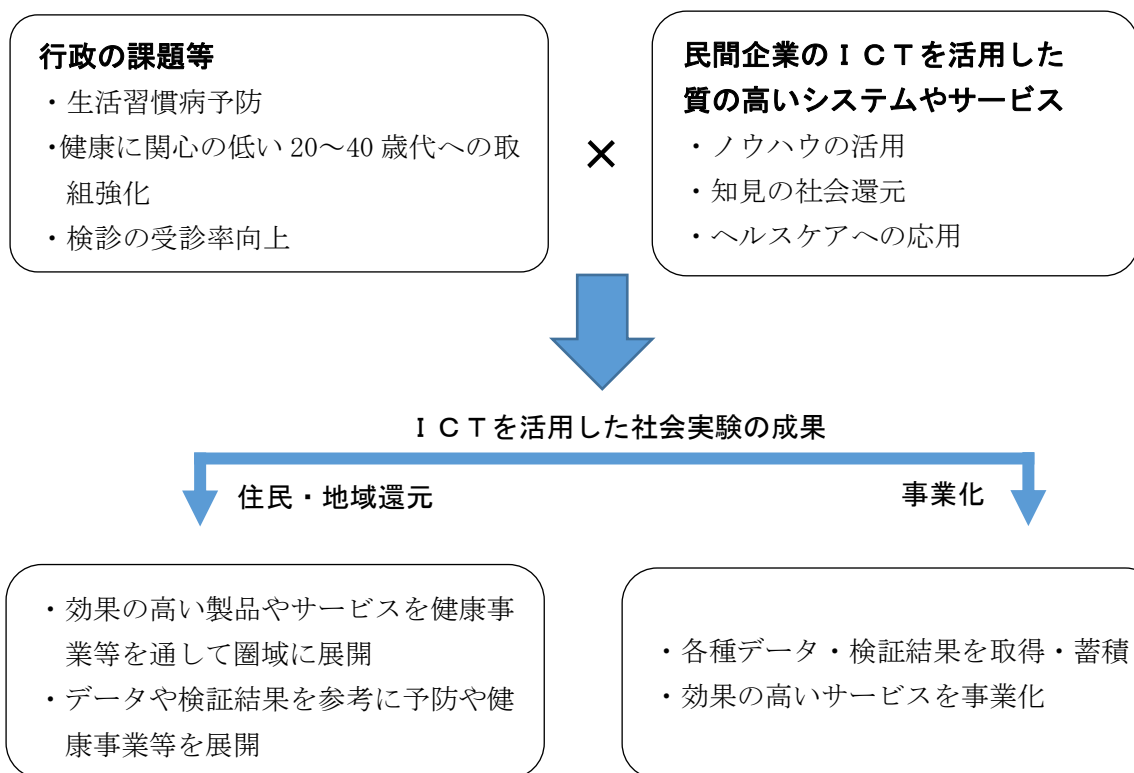 行政の課題等
・生活習慣病予防
・健康に関心の低い 20～40 歳代への取
組強化
・検診の受診率向上
×
民間企業のＩＣＴを活用した
質の高いシステムやサービス
・ノウハウの活用
・知見の社会還元
・ヘルスケアへの応用
ＩＣＴを活用した社会実験の成果
住民・地域還元
事業化
・効果の高い製品やサービスを健康事
業等を通して圏域に展開
・データや検証結果を参考に予防や健
康事業等を展開
・各種データ・検証結果を取得・蓄積
・効果の高いサービスを事業化